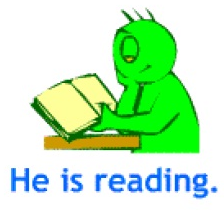 He is reading.